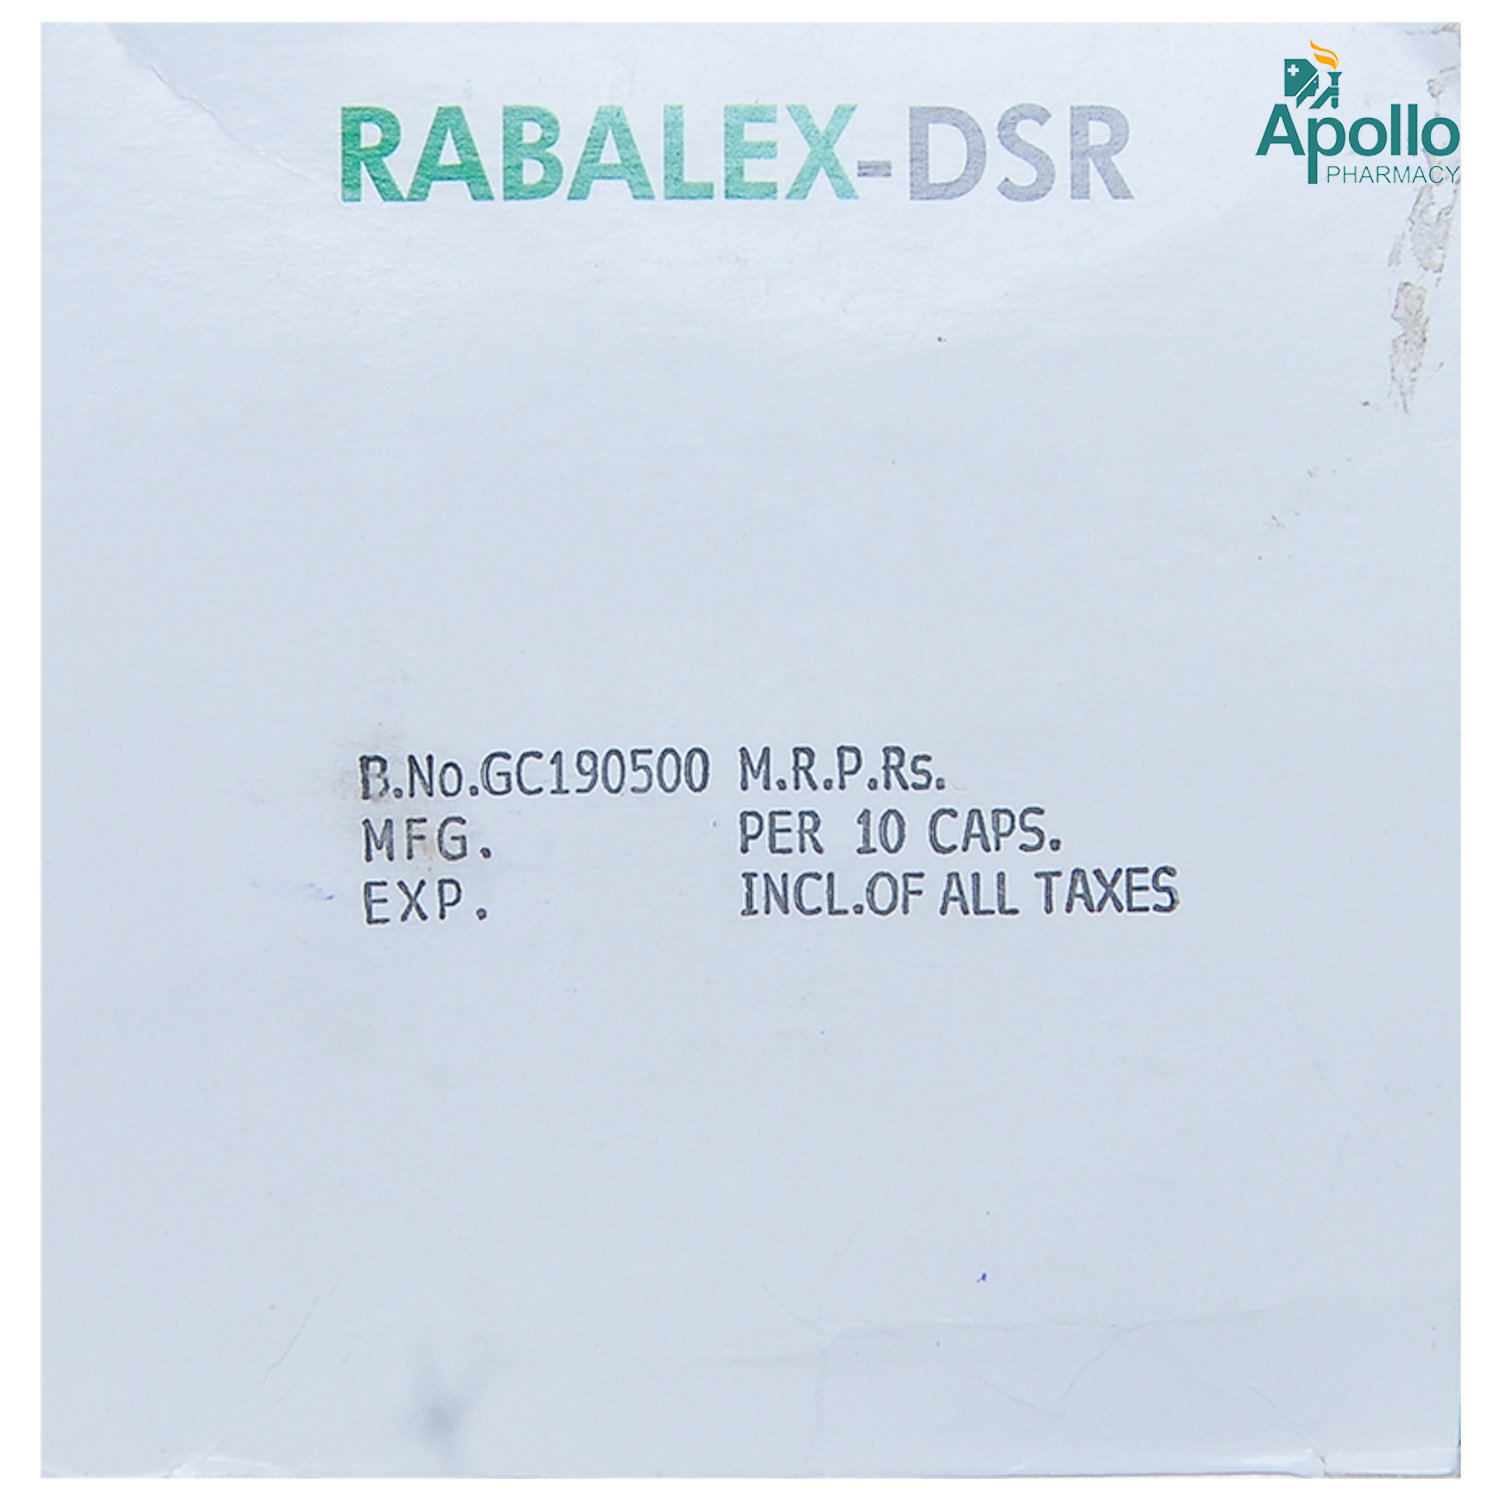 RABALEX-DSR
Apollo
PHARMACY
B.No.GC190500 M.R.P.Rs.
MFG. PER 10 CAPS.
EXP. INCL.OF ALL TAXES